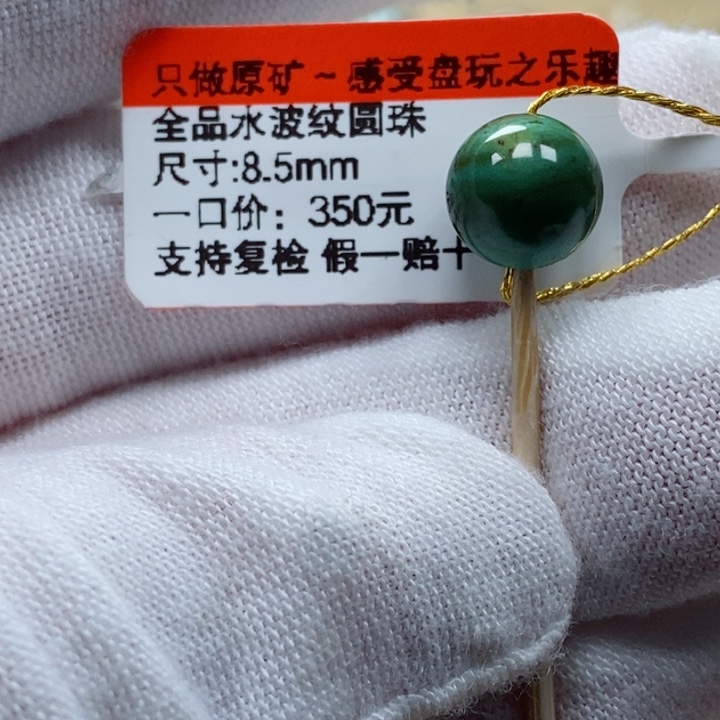 只做原矿～感受盘玩之乐趣
全品水波纹圆珠
尺寸:8.5mm
一口价：350元
支持复检 假一赔十